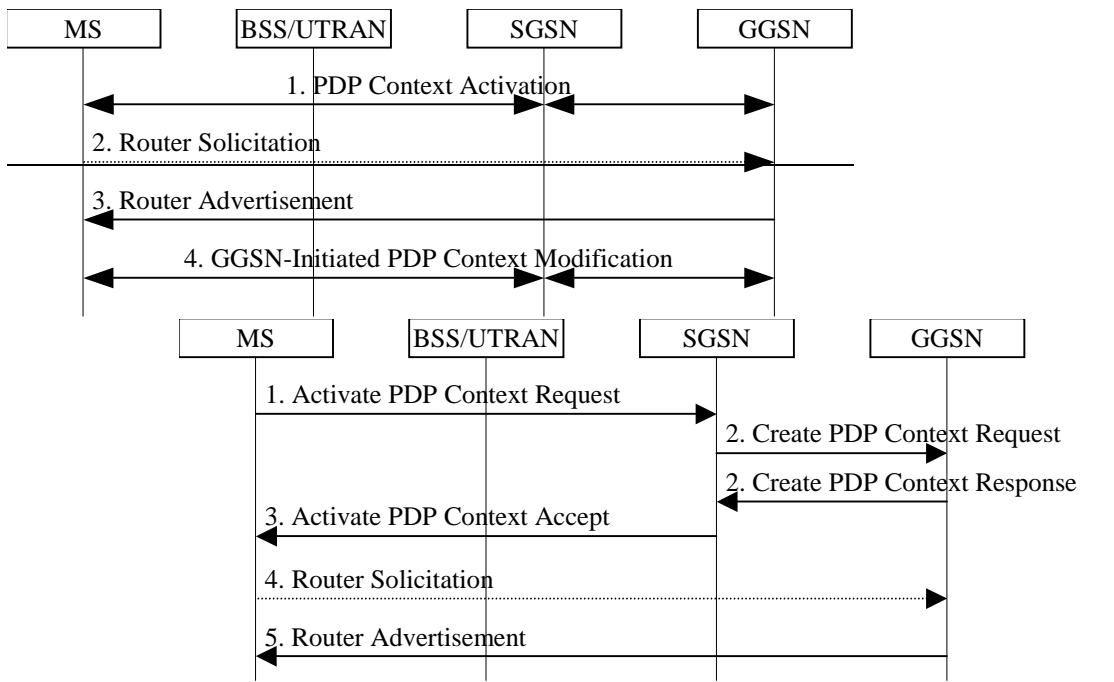 MS BSS/UTRAN SGSN GGSN
1. PDP Context Activation
2. Router Solicitation
3. Router Advertisement
4. GGSN-Initiated PDP Context Modification
MS BSS/UTRAN SGSN GGSN
1. Activate PDP Context Request
2. Create PDP Context Request
2. Create PDP Context Response
3. Activate PDP Context Accept
4. Router Solicitation
5. Router Advertisement